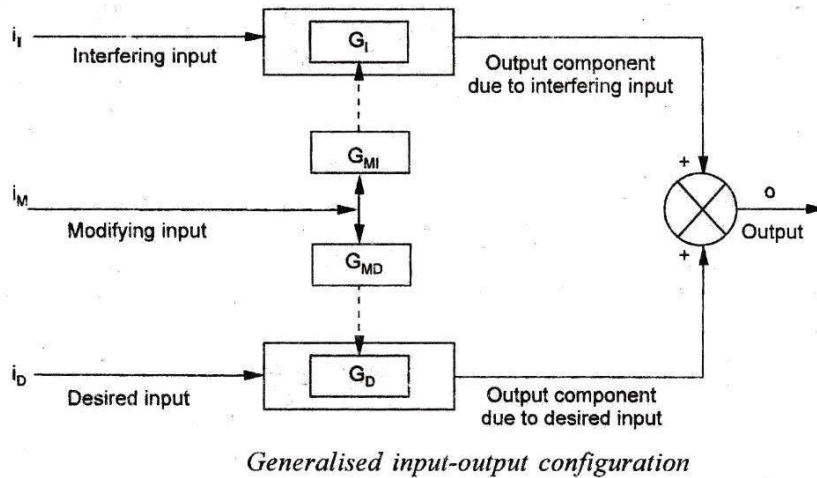 i_I
Interfering input
G_I
Output component
due to interfering input
G_MI
+
i_M
Modifying input
o
Output
G_MD
+
i_D
Desired input
G_D
Output component
due to desired input
Generalised input-output configuration